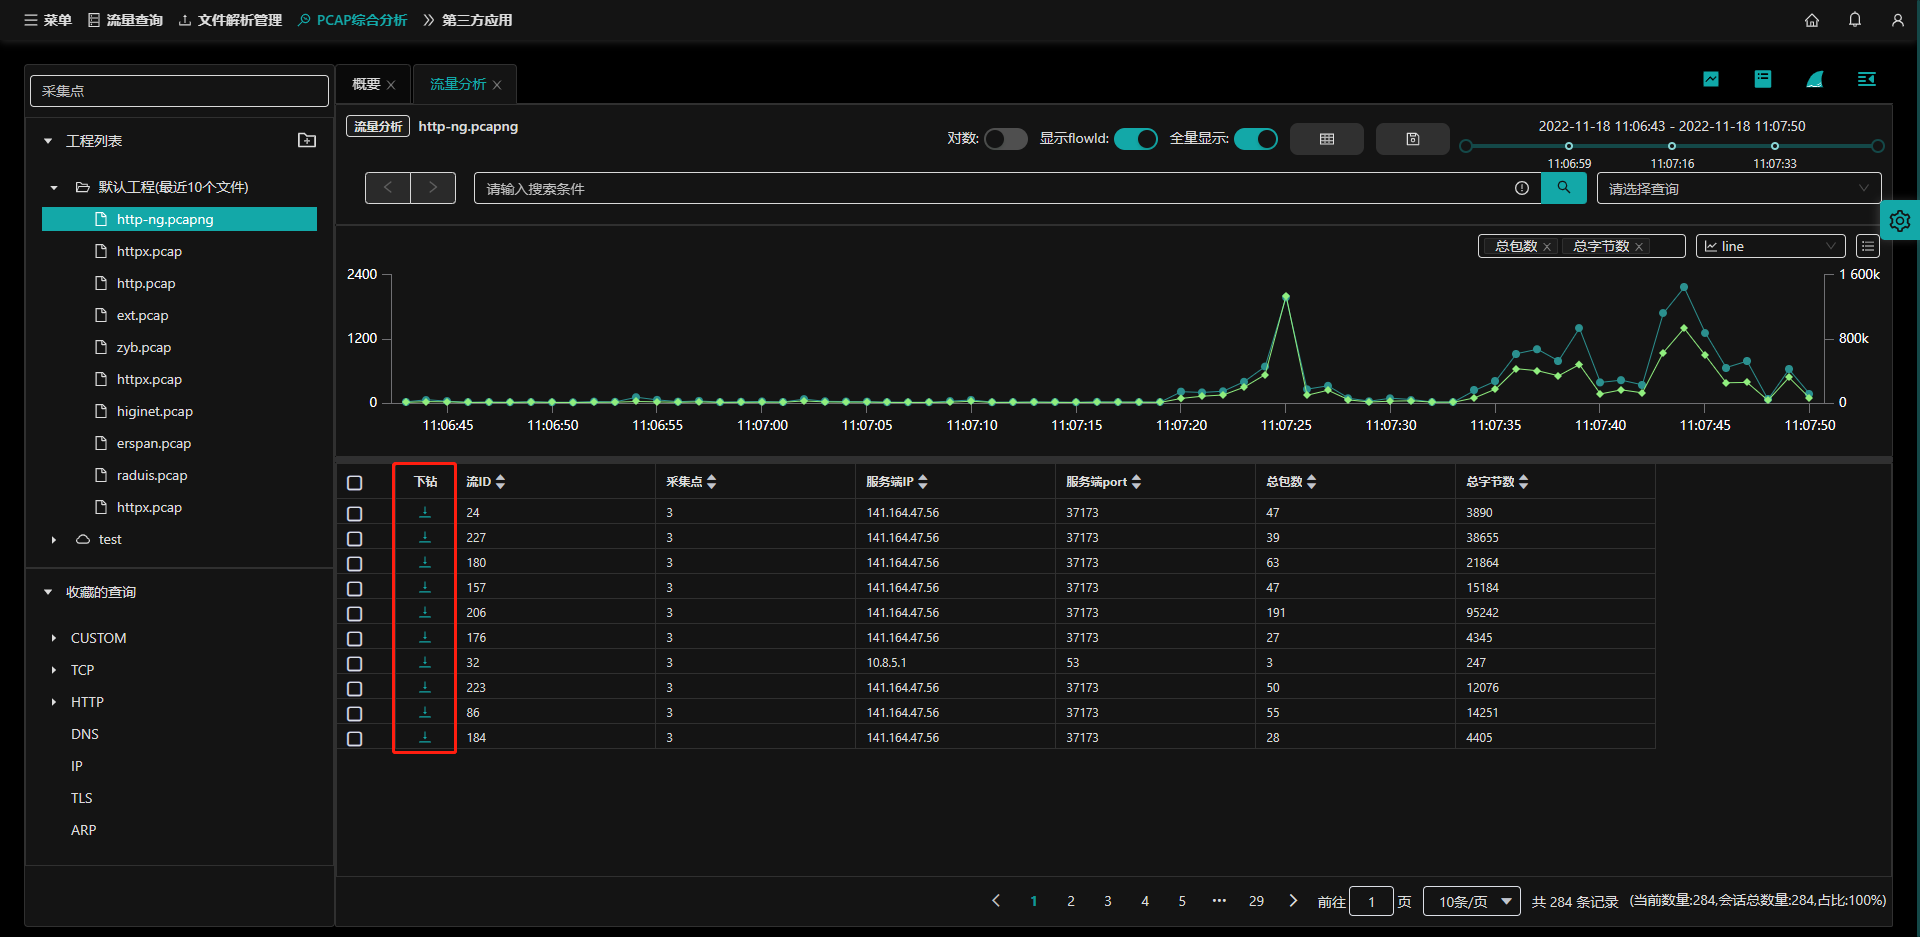 菜单 流量查询 文件解析管理 PCAP综合分析 第三方应用
采集点
工程列表
默认工程(最近10个文件)
http-ng.pcapng
httpx.pcap
http.pcap
ext.pcap
zyb.pcap
httpx.pcap
higinet.pcap
erspan.pcap
raduis.pcap
httpx.pcap
test
收藏的查询
CUSTOM
TCP
HTTP
DNS
IP
TLS
ARP
概要 流量分析
流量分析 http-ng.pcapng
对数: 显示flowId: 全量显示:
2022-11-18 11:06:43 - 2022-11-18 11:07:50
11:06:59 11:07:16 11:07:33
请输入搜索条件 请选择查询
总包数 总字节数 line
2400 1 600k
1200 800k
0 0
11:06:45 11:06:50 11:06:55 11:07:00 11:07:05 11:07:10 11:07:15 11:07:20 11:07:25 11:07:30 11:07:35 11:07:40 11:07:45 11:07:50
下钻 流ID 采集点 服务端IP 服务端port 总包数 总字节数
24 3 141.164.47.56 37173 47 3890
227 3 141.164.47.56 37173 39 38655
180 3 141.164.47.56 37173 63 21864
157 3 141.164.47.56 37173 47 15184
206 3 141.164.47.56 37173 191 95242
176 3 141.164.47.56 37173 27 4345
32 3 10.8.5.1 53 3 247
223 3 141.164.47.56 37173 50 12076
86 3 141.164.47.56 37173 55 14251
184 3 141.164.47.56 37173 28 4405
1 2 3 4 5 ••• 29 前往 1 页 10条/页 共 284 条记录 (当前数量:284,会话总数量:284,占比:100%)